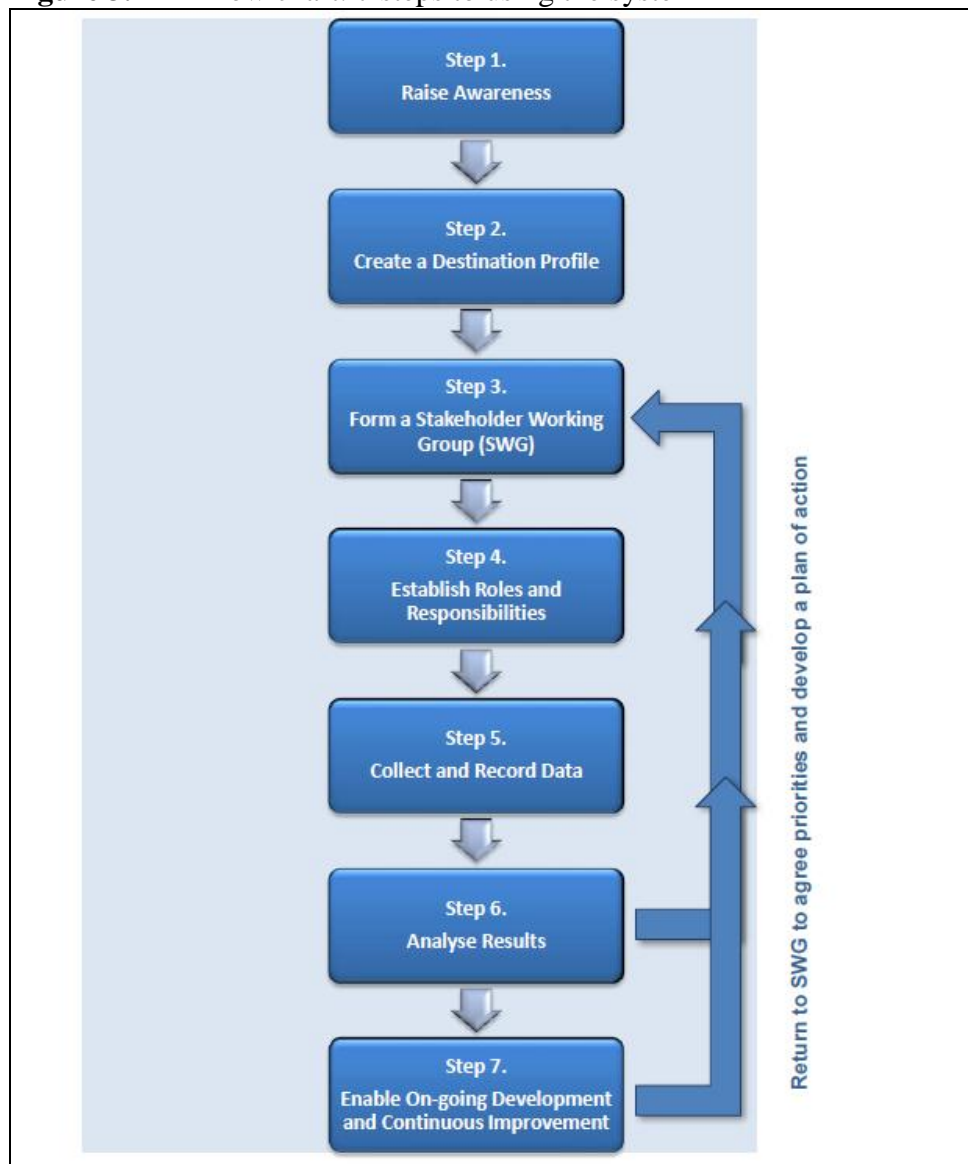 Step 1.
Raise Awareness
Step 2.
Create a Destination Profile
Step 3.
Form a Stakeholder Working
Group (SWG)
Step 4.
Establish Roles and
Responsibilities
Step 5.
Collect and Record Data
Step 6.
Analyse Results
Step 7.
Enable On-going Development
and Continuous Improvement
Return to SWG to agree priorities and develop a plan of action